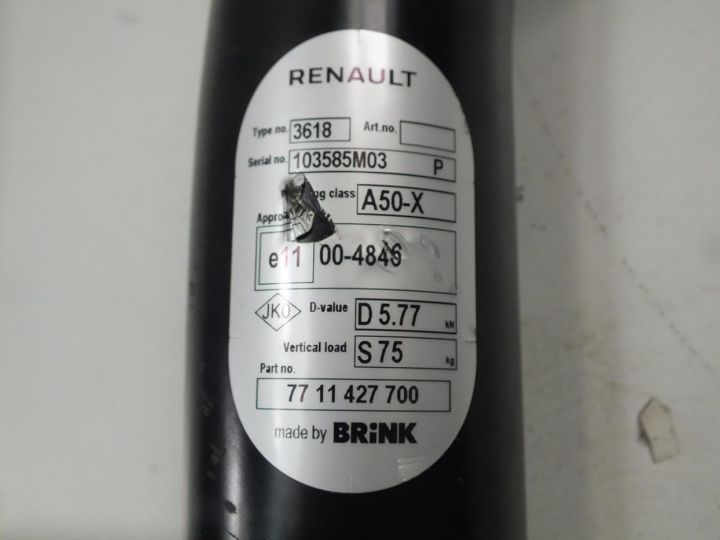 RENAULT
Type no. 3618 Art.no.
Serial no. 103585M03 P
class A50-X
e11 00-4846
JKO D-value D 5.77 kN
Vertical load S 75 kg
Part no.
77 11 427 700
made by BRiNK